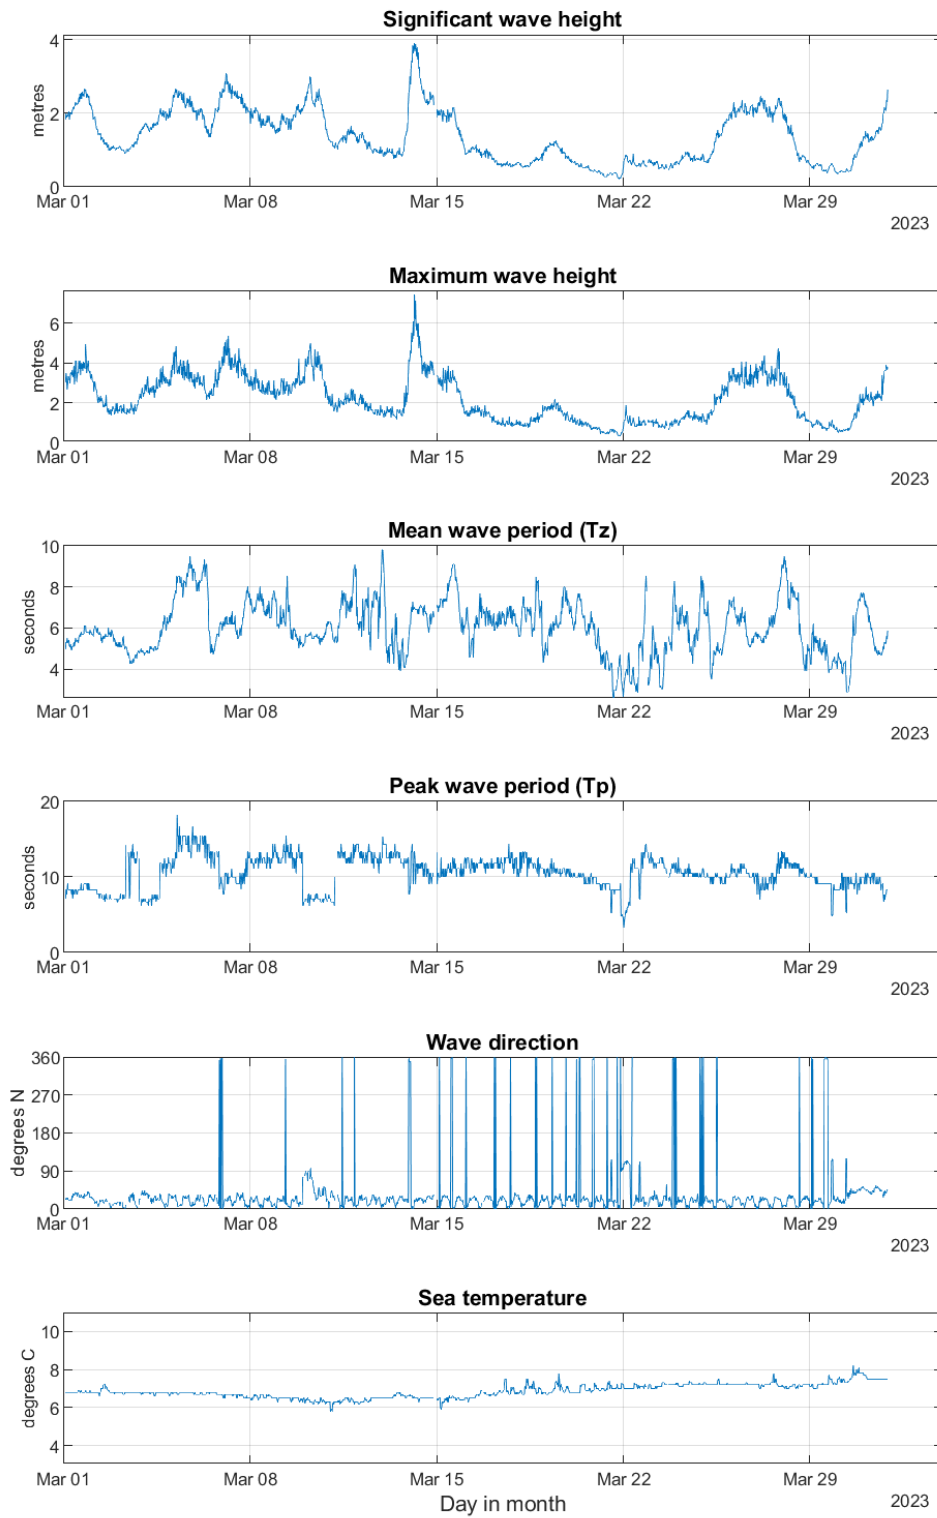 Significant wave height
4
2
0
metres
Mar 01 Mar 08 Mar 15 Mar 22 Mar 29
2023
Maximum wave height
6
4
2
0
metres
Mar 01 Mar 08 Mar 15 Mar 22 Mar 29
2023
Mean wave period (Tz)
10
8
6
4
seconds
Mar 01 Mar 08 Mar 15 Mar 22 Mar 29
2023
Peak wave period (Tp)
20
10
0
seconds
Mar 01 Mar 08 Mar 15 Mar 22 Mar 29
2023
Wave direction
360
270
180
90
0
degrees N
Mar 01 Mar 08 Mar 15 Mar 22 Mar 29
2023
Sea temperature
10
8
6
4
degrees C
Mar 01 Mar 08 Mar 15 Mar 22 Mar 29
Day in month
2023